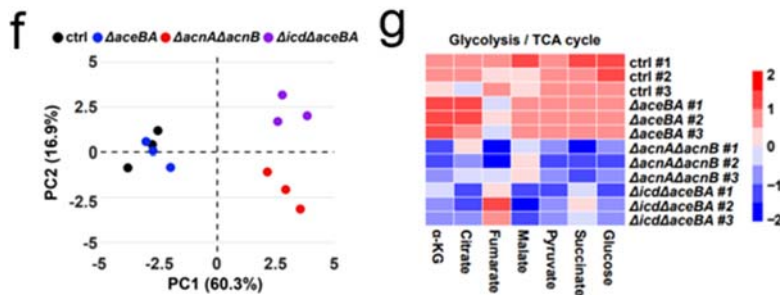 f
ctrl ΔaceBA ΔacnAΔacnB ΔicdΔaceBA
PC2 (16.9%)
5
2.5
0
-2.5
-5
-5 -2.5 0 2.5 5
PC1 (60.3%)
g
Glycolysis / TCA cycle
ctrl #1
ctrl #2
ctrl #3
ΔaceBA #1
ΔaceBA #2
ΔaceBA #3
ΔacnAΔacnB #1
ΔacnAΔacnB #2
ΔacnAΔacnB #3
ΔicdΔaceBA #1
ΔicdΔaceBA #2
ΔicdΔaceBA #3
α-KG
Citrate
Fumarate
Malate
Pyruvate
Succinate
Glucose
2
1
0
-1
-2